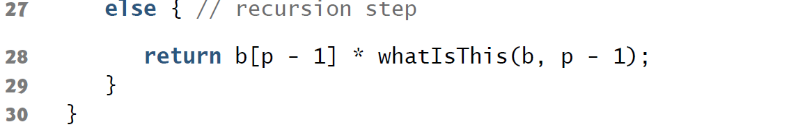 27 else { // recursion step
28 return b[p - 1] * whatIsThis(b, p - 1);
29 }
30 }